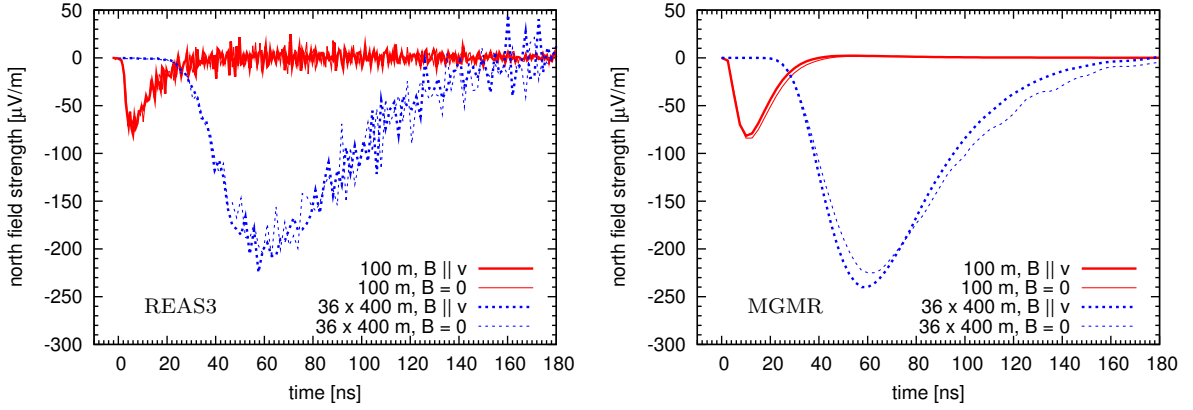 50
0
-50
-100
-150
-200
-250
-300
0 20 40 60 80 100 120 140 160 180
north field strength [µV/m]
time [ns]
REAS3
100 m, B || v
100 m, B = 0
36 x 400 m, B || v
36 x 400 m, B = 0
50
0
-50
-100
-150
-200
-250
-300
0 20 40 60 80 100 120 140 160 180
north field strength [µV/m]
time [ns]
MGMR
100 m, B || v
100 m, B = 0
36 x 400 m, B || v
36 x 400 m, B = 0